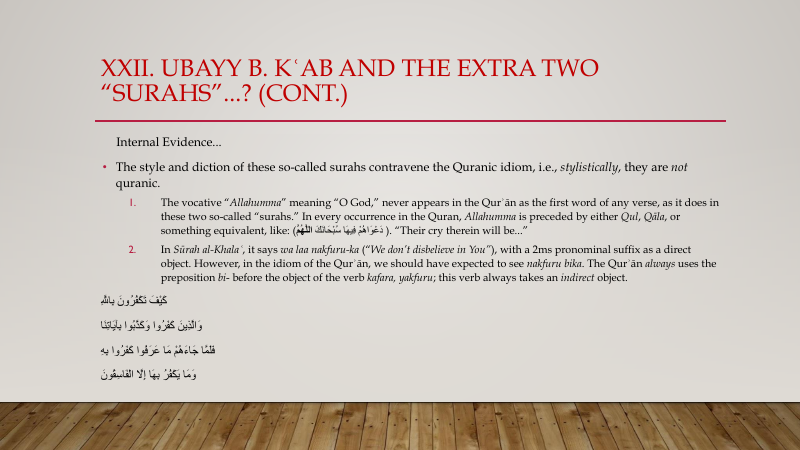 XXII. UBAYY B. KʿAB AND THE EXTRA TWO
“SURAHS”...? (CONT.)
Internal Evidence...
• The style and diction of these so-called surahs contravene the Quranic idiom, i.e., stylistically, they are not
quranic.
1. The vocative “Allahumma” meaning “O God,” never appears in the Qurʾān as the first word of any verse, as it does in
these two so-called “surahs.” In every occurrence in the Quran, Allahumma is preceded by either Qul, Qāla, or
something equivalent, like: (دَعْوَاهُمْ فِيهَا سُبْحَانَكَ اللَّهُمَّ ). “Their cry therein will be...”
2. In Sūrah al-Khalaʿ, it says wa laa nakfuru-ka (“We don’t disbelieve in You”), with a 2ms pronominal suffix as a direct
object. However, in the idiom of the Qurʾān, we should have expected to see nakfuru bika. The Qurʾān always uses the
preposition bi- before the object of the verb kafara, yakfuru; this verb always takes an indirect object.
كَيْفَ تَكْفُرُونَ بِاللَّهِ
وَالَّذِينَ كَفَرُوا وَكَذَّبُوا بِآيَاتِنَا
فَلَمَّا جَاءَهُمْ مَا عَرَفُوا كَفَرُوا بِهِ
وَمَا يَكْفُرُ بِهَا إِلَّا الْفَاسِقُونَ